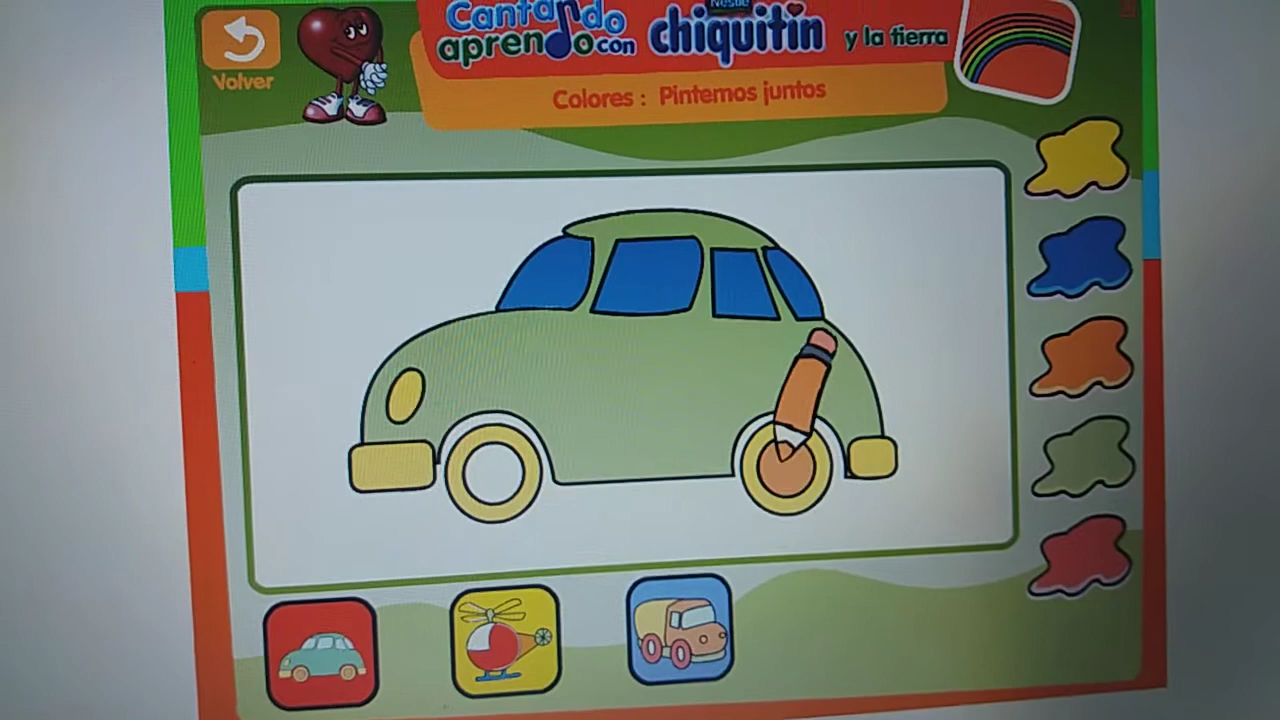 Volver
Cantando
aprendo con
Nestlé
chiquitin
y la tierra
Colores : Pintemos juntos